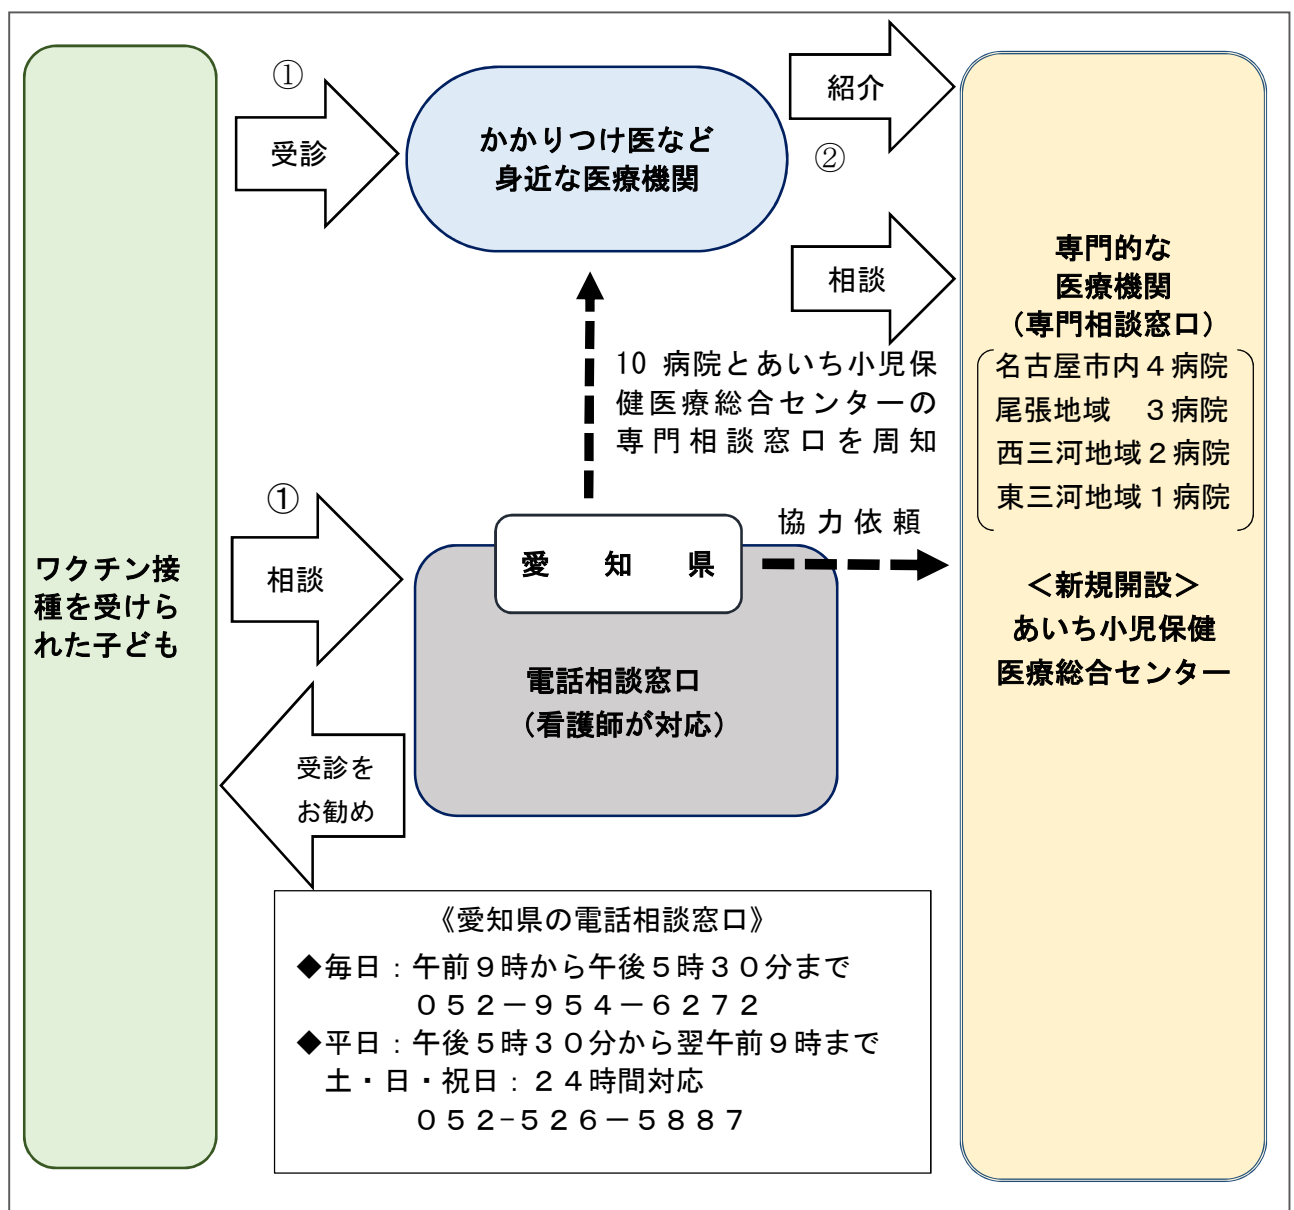 ①
受診
かかりつけ医など
身近な医療機関
紹介
②
相談
専門的な
医療機関
（専門相談窓口）
名古屋市内４病院
尾張地域　３病院
西三河地域２病院
東三河地域１病院
＜新規開設＞
あいち小児保健
医療総合センター
10 病院とあいち小児保
健医療総合センターの
専門相談窓口を周知
協力依頼
ワクチン接
種を受けら
れた子ども
①
相談
愛　知　県
電話相談窓口
（看護師が対応）
受診を
お勧め
《愛知県の電話相談窓口》
◆毎日：午前９時から午後５時３０分まで
０５２－９５４－６２７２
◆平日：午後５時３０分から翌午前９時まで
土・日・祝日：２４時間対応
０５２-５２６－５８８７